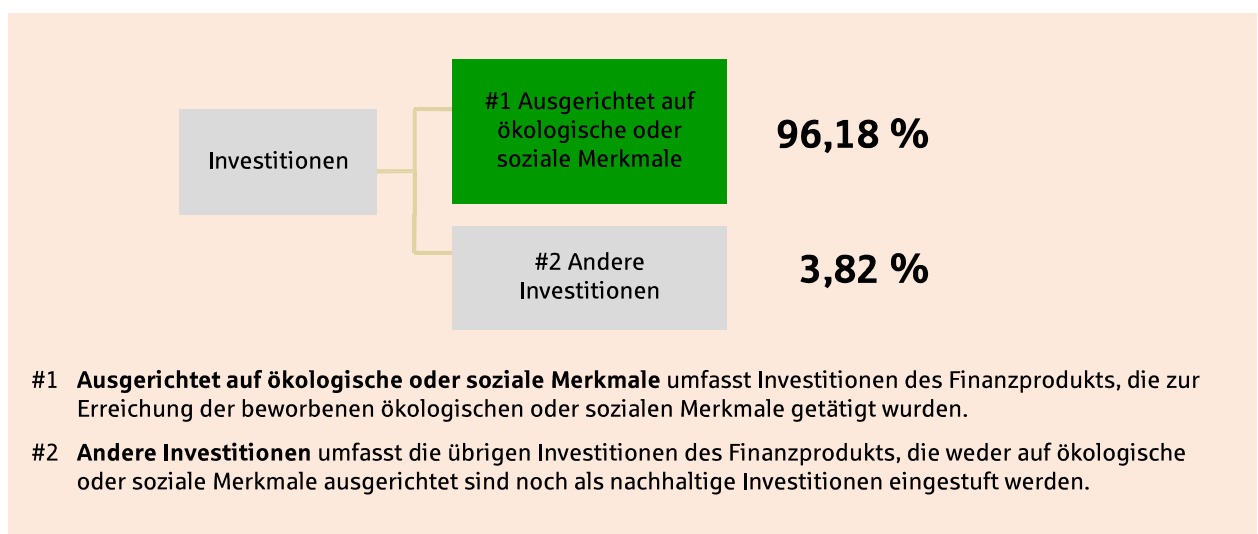 #1 Ausgerichtet auf
ökologische oder
soziale Merkmale
96,18 %
Investitionen
#2 Andere
Investitionen
3,82 %
#1 Ausgerichtet auf ökologische oder soziale Merkmale umfasst Investitionen des Finanzprodukts, die zur
Erreichung der beworbenen ökologischen oder sozialen Merkmale getätigt wurden.
#2 Andere Investitionen umfasst die übrigen Investitionen des Finanzprodukts, die weder auf ökologische
oder soziale Merkmale ausgerichtet sind noch als nachhaltige Investitionen eingestuft werden.